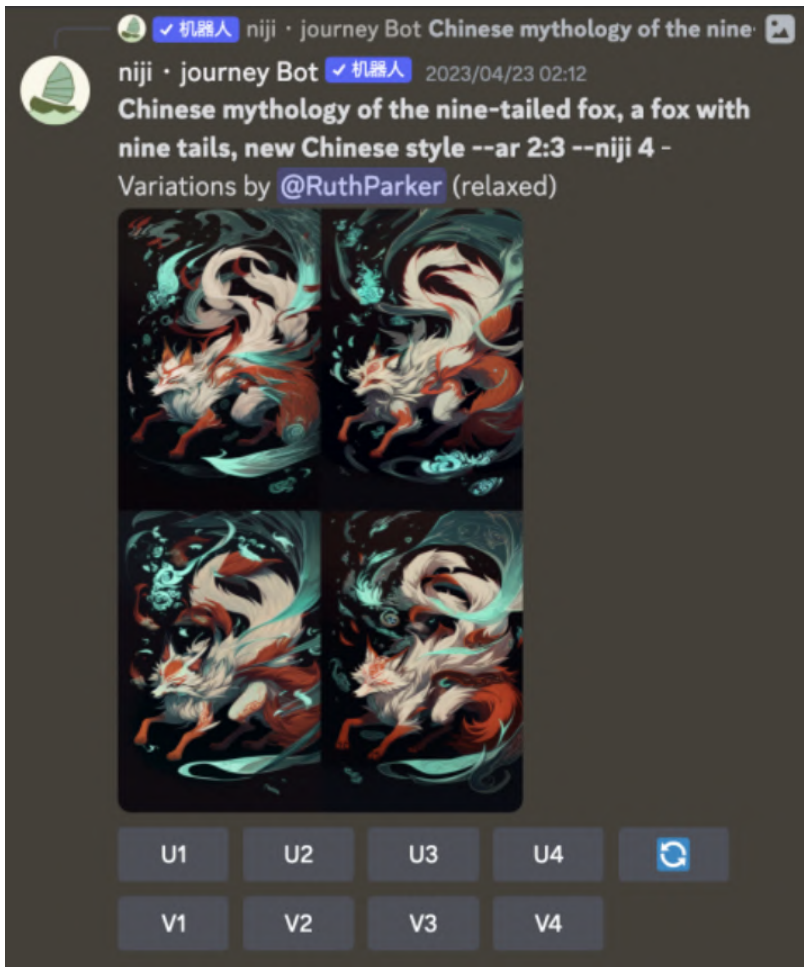 ✓机器人 niji · journey Bot Chinese mythology of the nine-
niji · journey Bot ✓机器人 2023/04/23 02:12
Chinese mythology of the nine-tailed fox, a fox with
nine tails, new Chinese style --ar 2:3 --niji 4 -
Variations by @RuthParker (relaxed)
U1 U2 U3 U4
V1 V2 V3 V4